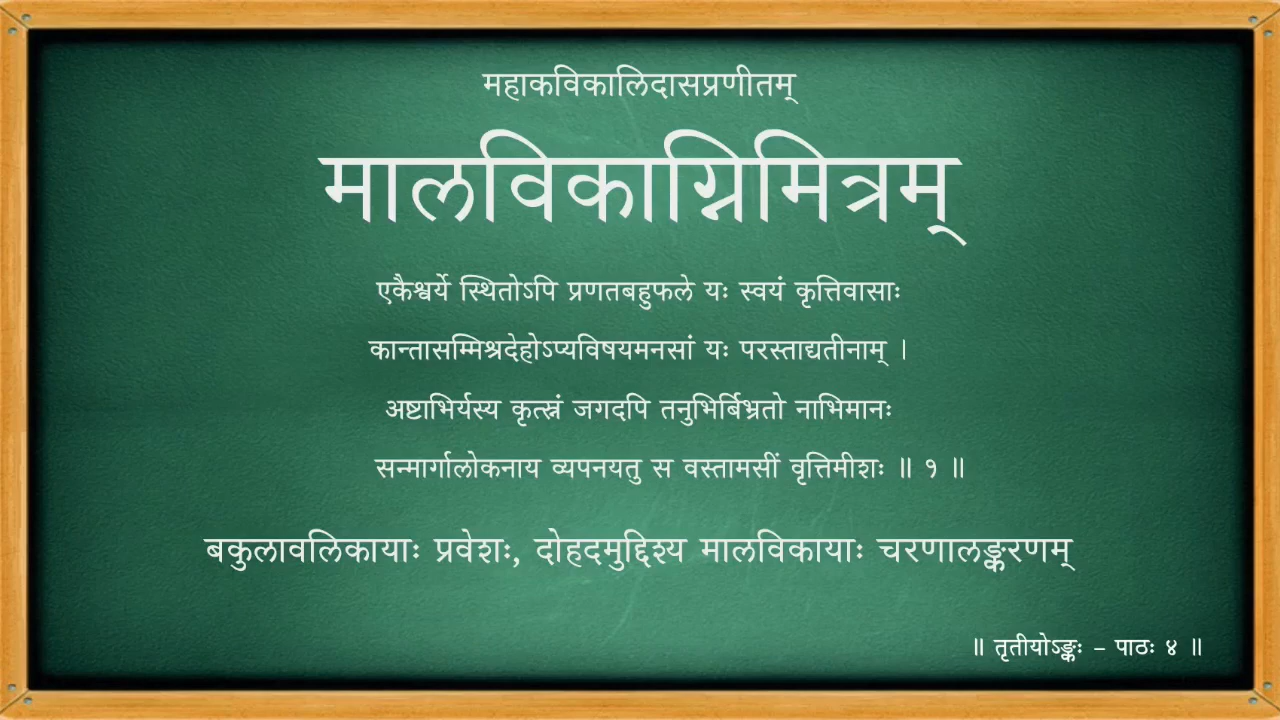 महाकविकालिदासप्रणीतम्
मालविकाग्निमित्रम्
एकैश्वर्ये स्थितोऽपि प्रणतबहुफले यः स्वयं कृत्तिवासाः
कान्तासम्मिश्रदेहोऽप्यविषयमनसां यः परस्ताद्यतीनाम् ।
अष्टाभिर्यस्य कृत्स्नं जगदपि तनुभिर्बिभ्रतो नाभिमानः
सन्मार्गालोकनाय व्यपनयतु स वस्तामसीं वृत्तिमीशः ॥ १ ॥
बकुलावलिकायाः प्रवेशः, दोहदमुद्दिश्य मालविकायाः चरणालङ्करणम्
॥ तृतीयोऽङ्कः – पाठः ४ ॥